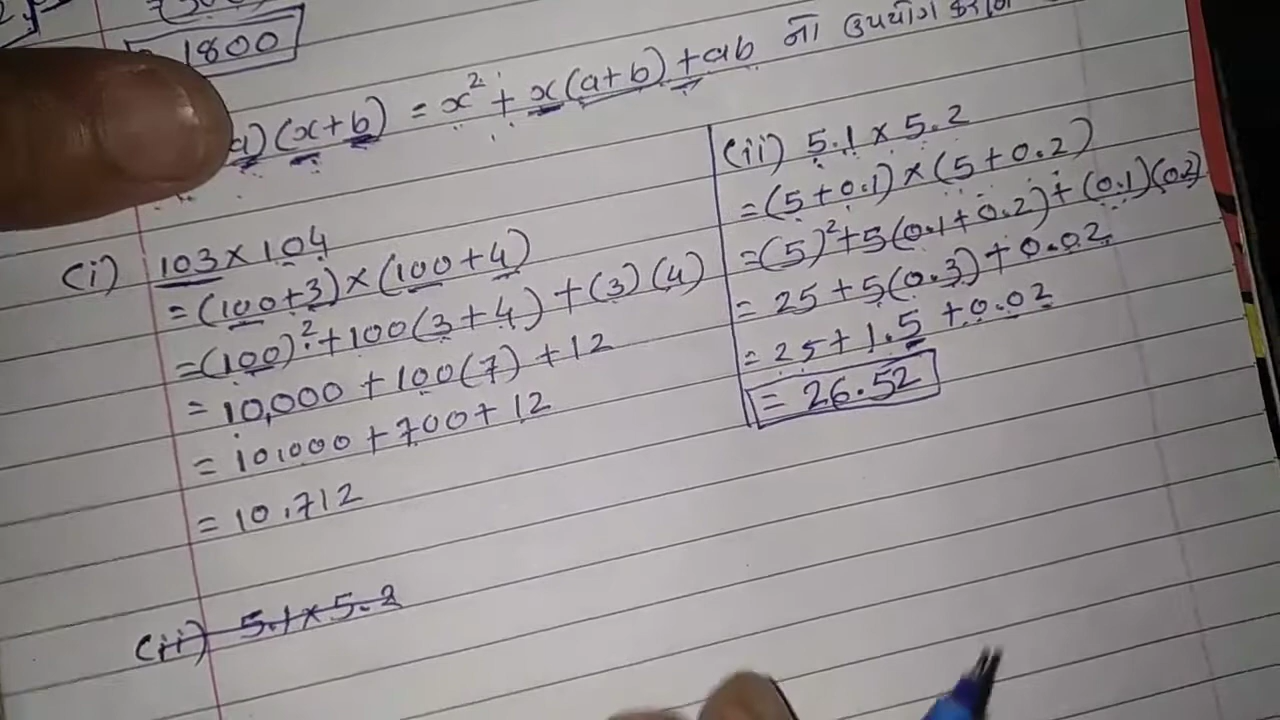 1800
a)(x+b) = x²+x(a+b)+ab નો ઉપયોગ કરીને
(i) 103×104
=(100+3)×(100+4)
=(100)²+100(3+4)+(3)(4)
= 10,000 +100(7)+12
= 10,000 +700+12
= 10,712
(ii) 5.1×5.2
(ii) 5.1×5.2
=(5+0.1)×(5+0.2)
=(5)²+5(0.1+0.2)+(0.1)(0.2)
= 25+5(0.3)+0.02
= 25+1.5+0.02
= 26.52